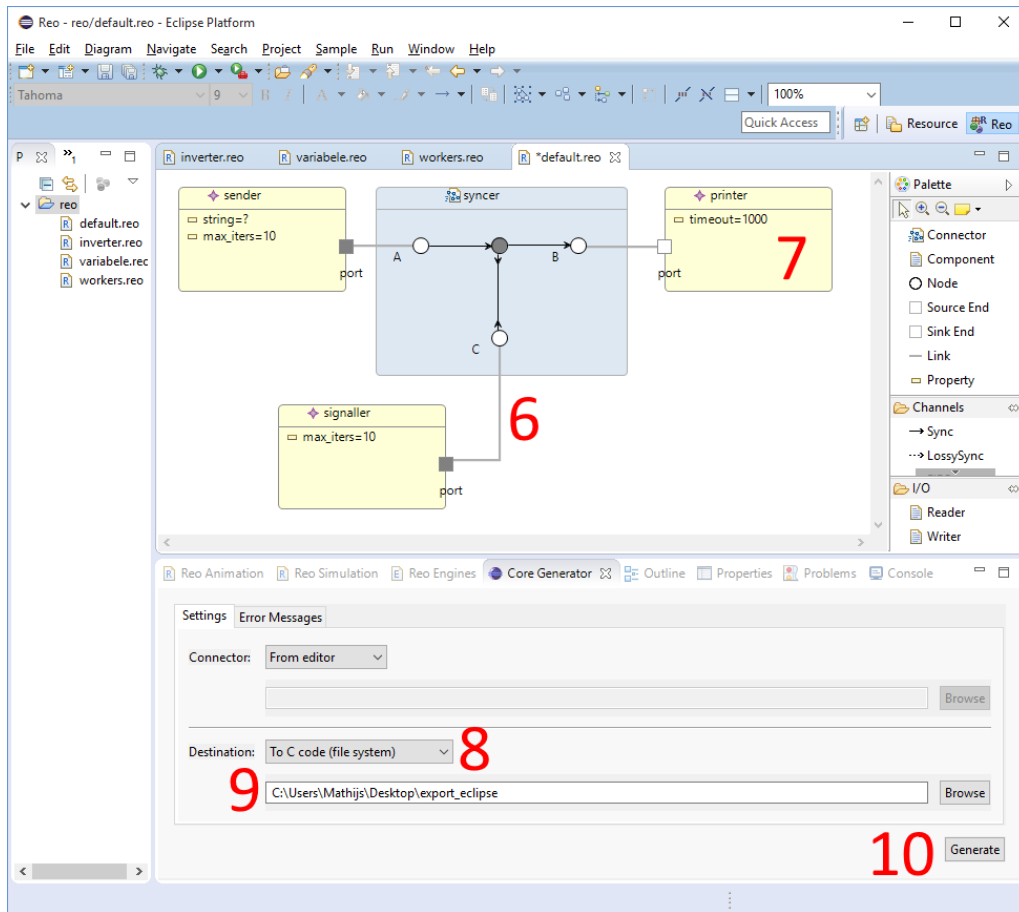 Reo - reo/default.reo - Eclipse Platform
File Edit Diagram Navigate Search Project Sample Run Window Help
Tahoma 9 B I A 100%
Quick Access Resource Reo
P »1
reo
default.reo
inverter.reo
variabele.rec
workers.reo
inverter.reo variabele.reo workers.reo *default.reo
sender
string=?
max_iters=10
port
syncer
A
B
C
printer
timeout=1000
7
port
6
signaller
max_iters=10
port
Palette
Connector
Component
Node
Source End
Sink End
Link
Property
Channels
Sync
LossySync
I/O
Reader
Writer
Reo Animation Reo Simulation Reo Engines Core Generator Outline Properties Problems Console
Settings Error Messages
Connector: From editor
Browse
Destination: To C code (file system) 8
9 C:\Users\Mathijs\Desktop\export_eclipse Browse
10 Generate